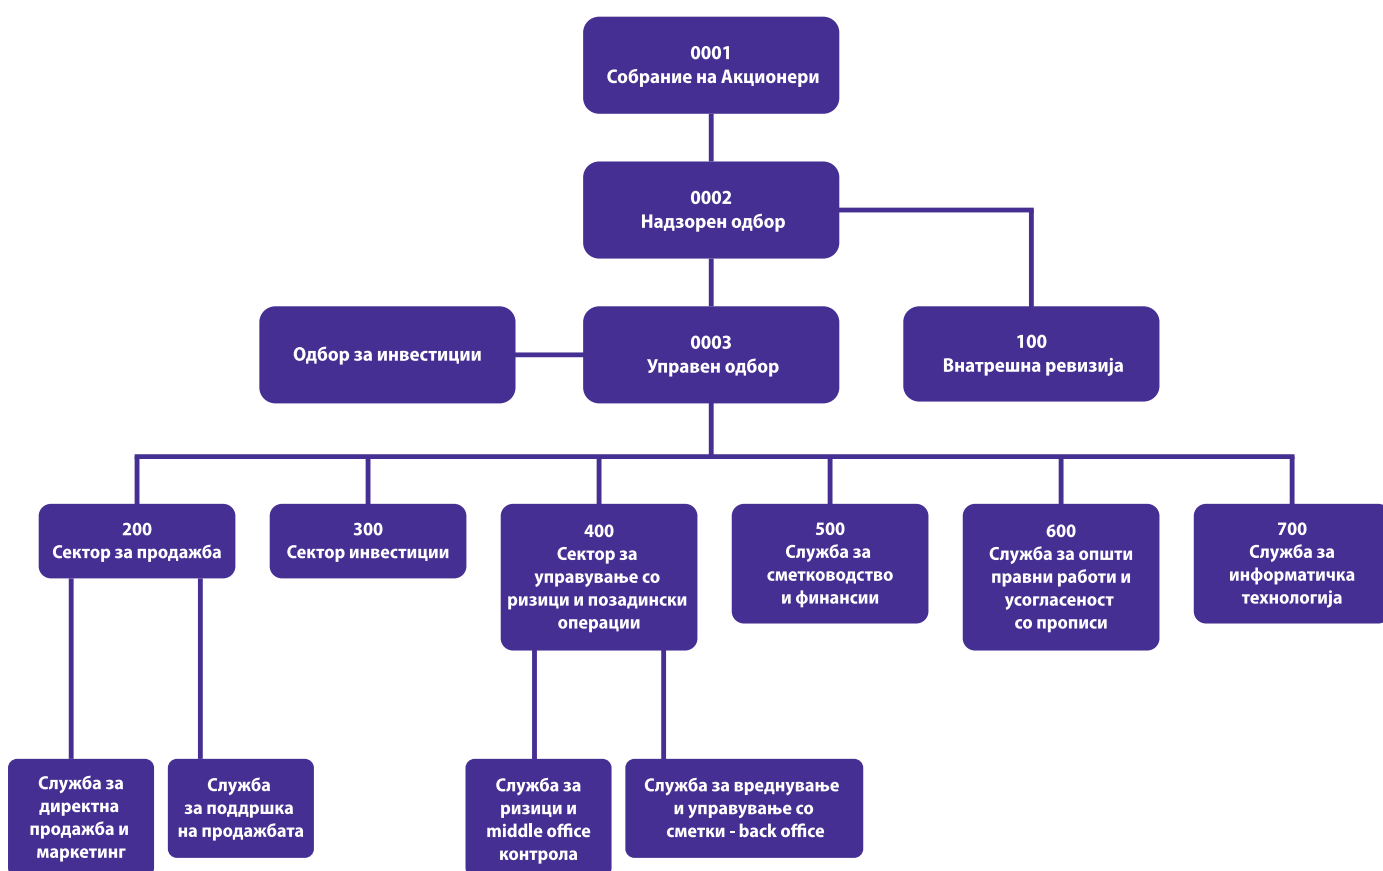 0001
Собрание на Акционери
0002
Надзорен одбор
Одбор за инвестиции
0003
Управен одбор
100
Внатрешна ревизија
200
Сектор за продажба
300
Сектор инвестиции
400
Сектор за
управување со
ризици и позадински
операции
500
Служба за
сметководство
и финансии
600
Служба за општи
правни работи и
усогласеност
со прописи
700
Служба за
информатичка
технологија
Служба за
директна
продажба и
маркетинг
Служба
за поддршка
на продажбата
Служба за
ризици и
middle office
контрола
Служба за вреднување
и управување со
сметки - back office